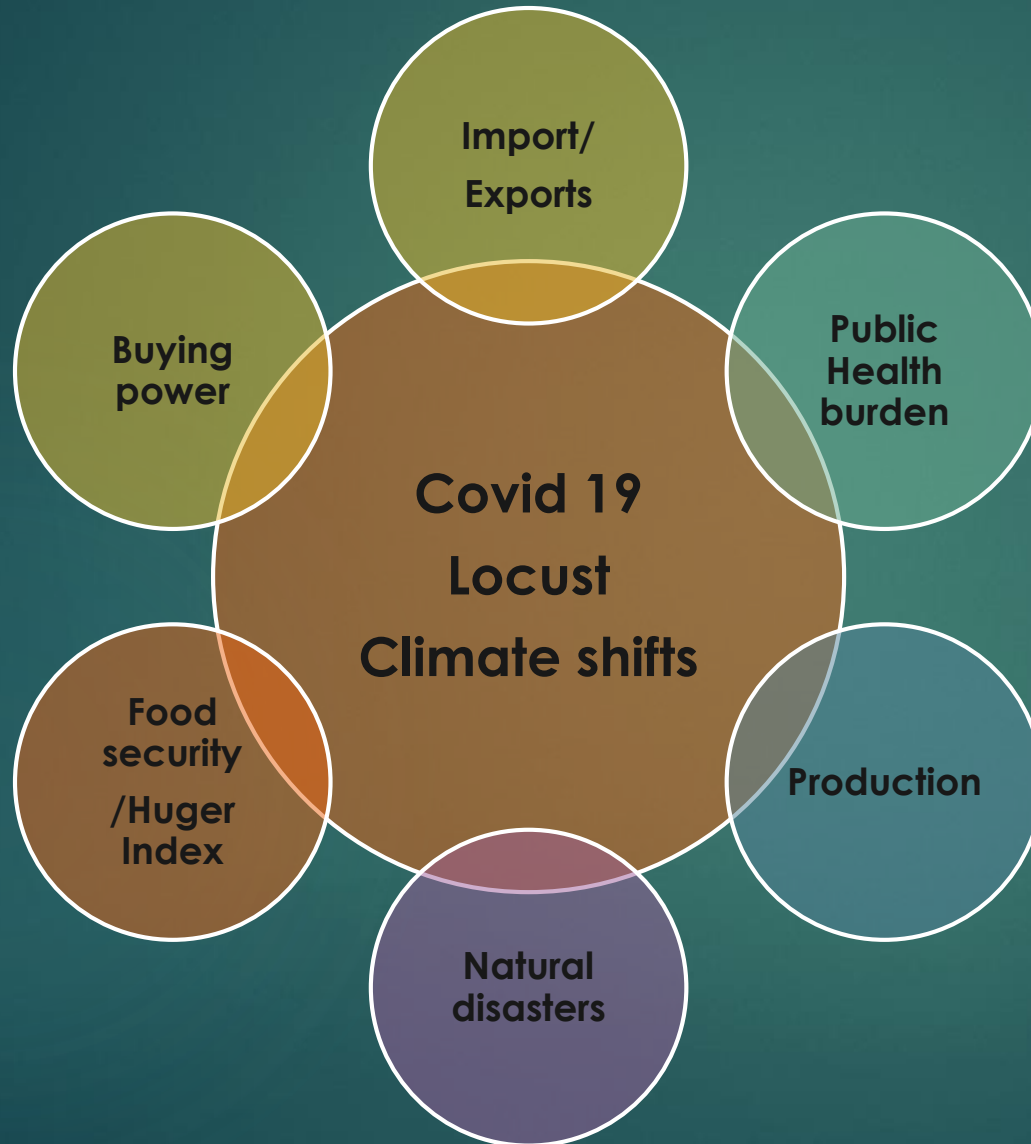 Import/
Exports
Buying
power
Public
Health
burden
Covid 19
Locust
Climate shifts
Food
security
/Huger
Index
Production
Natural
disasters